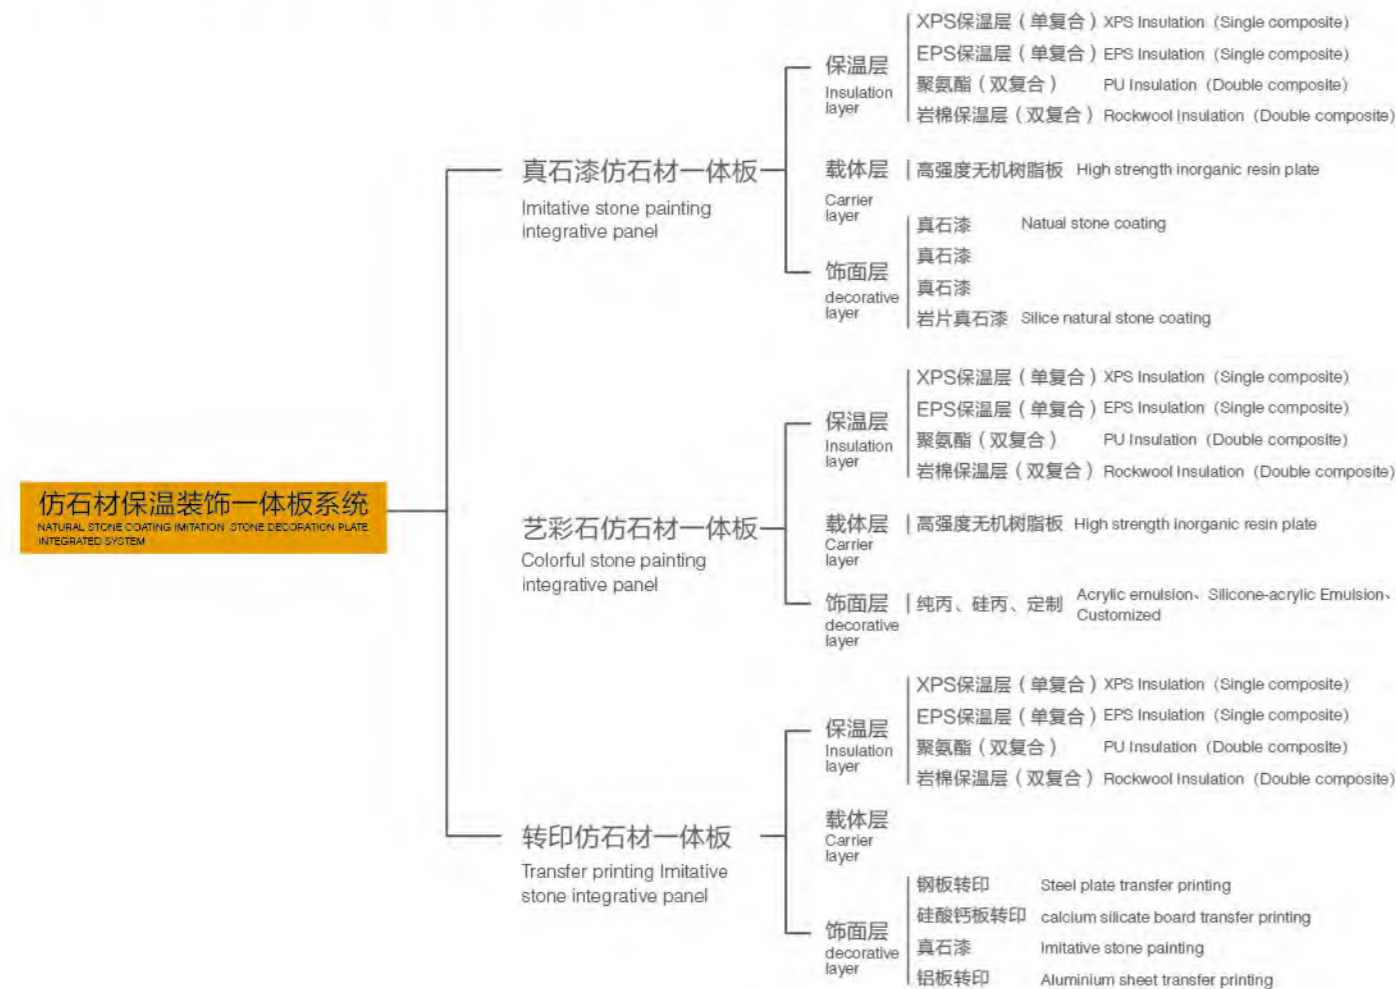 仿石材保温装饰一体板系统
NATURAL STONE COATING IMITATION STONE DECORATION PLATE
INTEGRATED SYSTEM
真石漆仿石材一体板
Imitative stone painting
integrative panel
保温层
Insulation
layer
XPS保温层（单复合） XPS Insulation (Single composite)
EPS保温层（单复合） EPS Insulation (Single composite)
聚氨酯（双复合） PU Insulation (Double composite)
岩棉保温层（双复合） Rockwool Insulation (Double composite)
载体层
Carrier
layer
高强度无机树脂板 High strength inorganic resin plate
饰面层
decorative
layer
真石漆 Natual stone coating
真石漆
真石漆
岩片真石漆 Silice natural stone coating
艺彩石仿石材一体板
Colorful stone painting
integrative panel
保温层
Insulation
layer
XPS保温层（单复合） XPS Insulation (Single composite)
EPS保温层（单复合） EPS Insulation (Single composite)
聚氨酯（双复合） PU Insulation (Double composite)
岩棉保温层（双复合） Rockwool Insulation (Double composite)
载体层
Carrier
layer
高强度无机树脂板 High strength inorganic resin plate
饰面层
decorative
layer
纯丙、硅丙、定制 Acrylic emulsion、Silicone-acrylic Emulsion、
Customized
转印仿石材一体板
Transfer printing Imitative
stone integrative panel
保温层
Insulation
layer
XPS保温层（单复合） XPS Insulation (Single composite)
EPS保温层（单复合） EPS Insulation (Single composite)
聚氨酯（双复合） PU Insulation (Double composite)
岩棉保温层（双复合） Rockwool Insulation (Double composite)
载体层
Carrier
layer
饰面层
decorative
layer
钢板转印 Steel plate transfer printing
硅酸钙板转印 calcium silicate board transfer printing
真石漆 Imitative stone painting
铝板转印 Aluminium sheet transfer printing